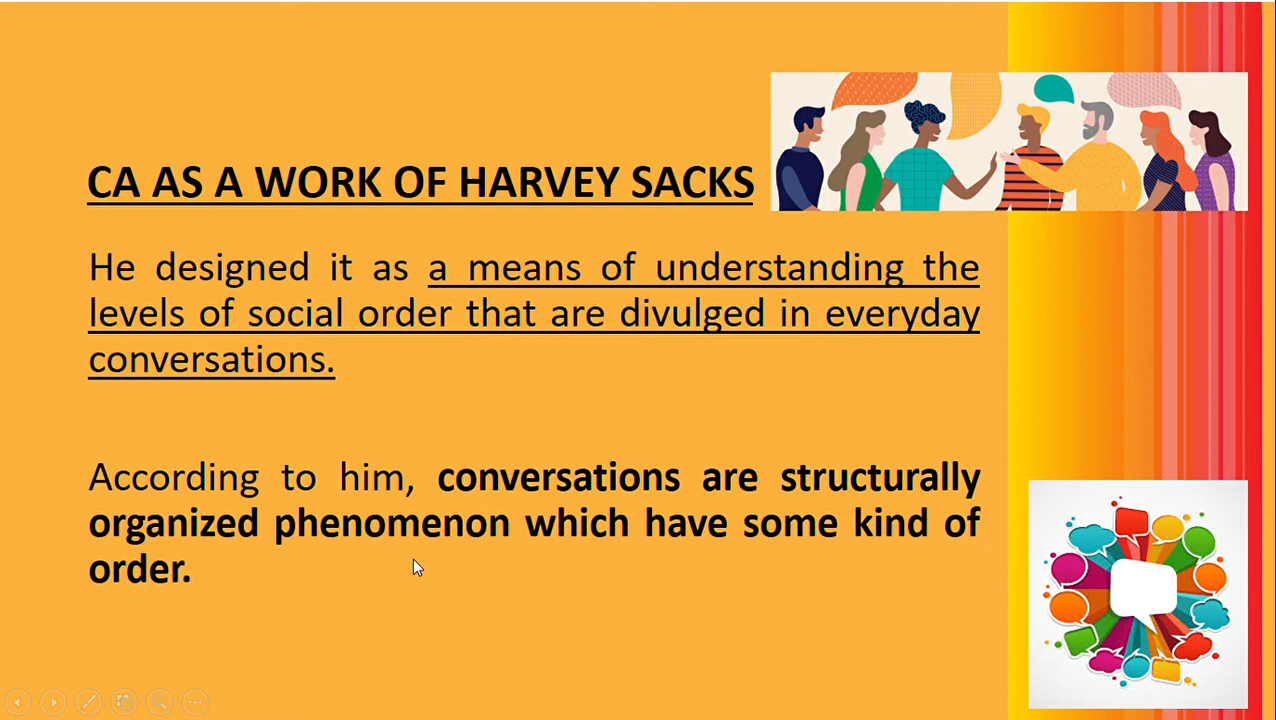 CA AS A WORK OF HARVEY SACKS
He designed it as a means of understanding the
levels of social order that are divulged in everyday
conversations.
According to him, conversations are structurally
organized phenomenon which have some kind of
order.